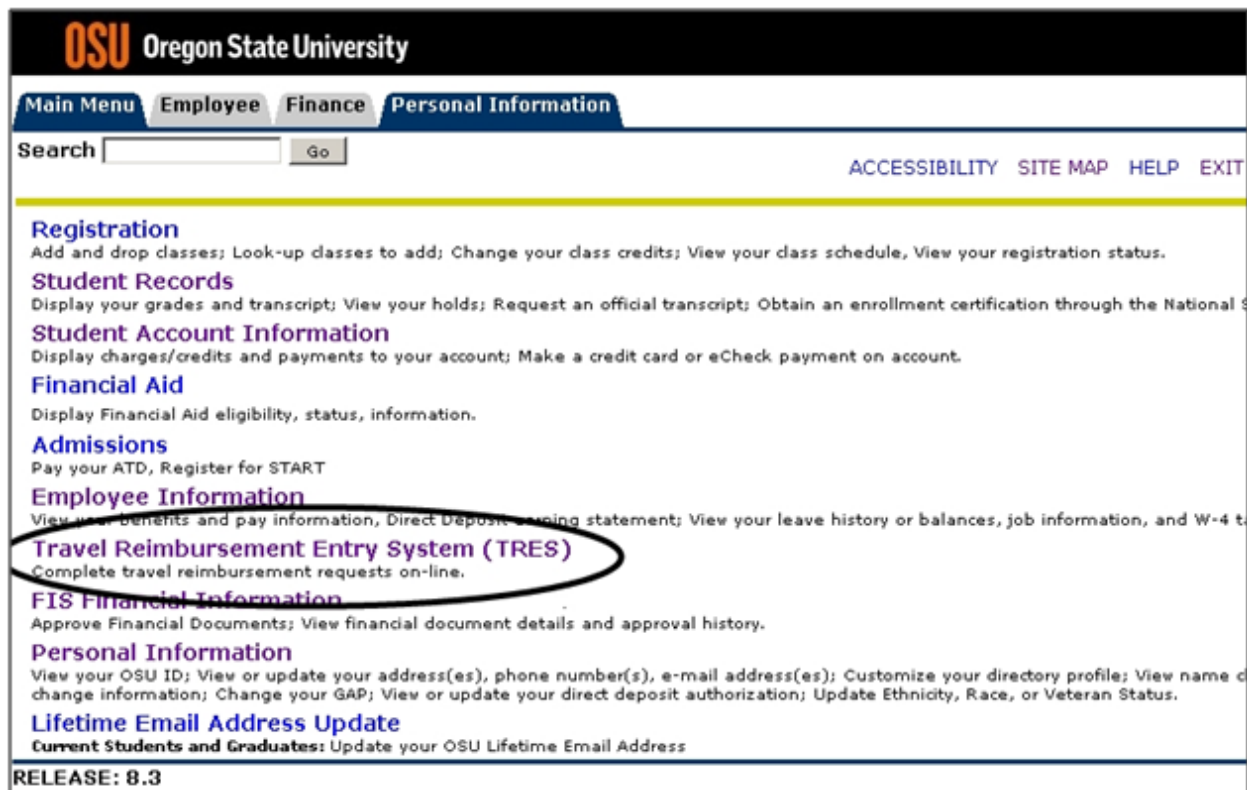 OSU Oregon State University
Main Menu Employee Finance Personal Information
Search Go
ACCESSIBILITY SITE MAP HELP EXIT
Registration
Add and drop classes; Look-up classes to add; Change your class credits; View your class schedule, View your registration status.
Student Records
Display your grades and transcript; View your holds; Request an official transcript; Obtain an enrollment certification through the National
Student Account Information
Display charges/credits and payments to your account; Make a credit card or eCheck payment on account.
Financial Aid
Display Financial Aid eligibility, status, information.
Admissions
Pay your ATD, Register for START
Employee Information
View your benefits and pay information, Direct Deposit earning statement; View your leave history or balances, job information, and W-4
Travel Reimbursement Entry System (TRES)
Complete travel reimbursement requests on-line.
FIS Financial Information
Approve Financial Documents; View financial document details and approval history.
Personal Information
View your OSU ID; View or update your address(es), phone number(s), e-mail address(es); Customize your directory profile; View name
change information; Change your GAP; View or update your direct deposit authorization; Update Ethnicity, Race, or Veteran Status.
Lifetime Email Address Update
Current Students and Graduates: Update your OSU Lifetime Email Address
RELEASE: 8.3